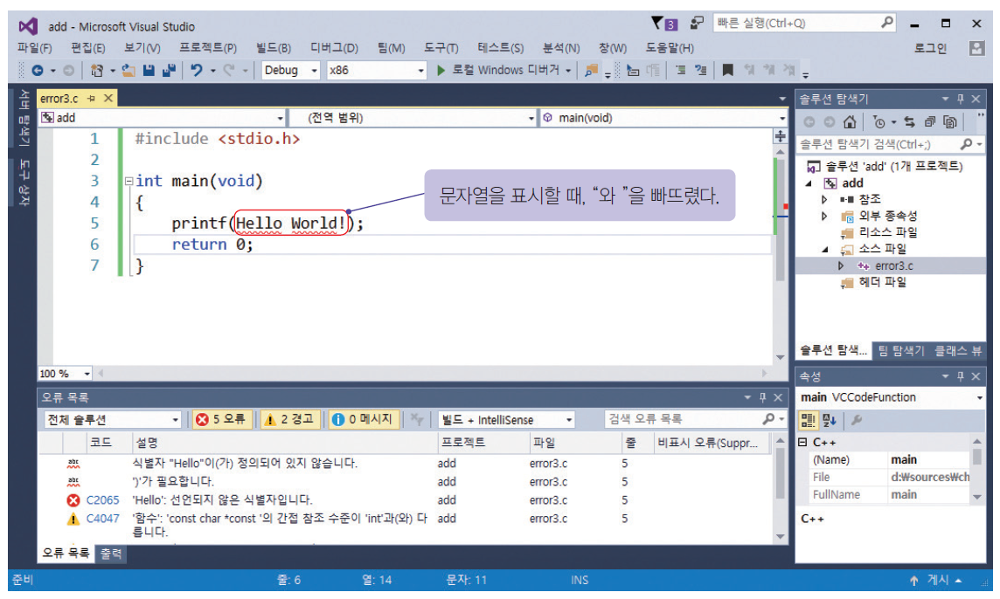 add - Microsoft Visual Studio
3
빠른 실행(Ctrl+Q)
파일(F) 편집(E) 보기(V) 프로젝트(P) 빌드(B) 디버그(D) 팀(M) 도구(T) 테스트(S) 분석(N) 창(W) 도움말(H)
로그인
Debug x86 로컬 Windows 디버거
서버 탐색기
도구 상자
error3.c
add (전역 범위) main(void)
1 #include <stdio.h>
2
3 int main(void)
4 {
5 printf(Hello World!);
6 return 0;
7 }
문자열을 표시할 때, “와 ”을 빠뜨렸다.
100 %
솔루션 탐색기
솔루션 탐색기 검색(Ctrl+;)
솔루션 'add' (1개 프로젝트)
add
참조
외부 종속성
리소스 파일
소스 파일
error3.c
헤더 파일
솔루션 탐색... 팀 탐색기 클래스 뷰
오류 목록
전체 솔루션 5 오류 2 경고 0 메시지 빌드 + IntelliSense 검색 오류 목록
코드 설명 프로젝트 파일 줄 비표시 오류(Suppr...
abc 식별자 "Hello"이(가) 정의되어 있지 않습니다. add error3.c 5
abc ')'가 필요합니다. add error3.c 5
C2065 'Hello': 선언되지 않은 식별자입니다. add error3.c 5
C4047 '함수': 'const char *const '의 간접 참조 수준이 'int'과(와) 다 add error3.c 5
릅니다.
오류 목록 출력
속성
main VCCodeFunction
C++
(Name) main
File d:₩sources₩ch
FullName main
C++
준비 줄: 6 열: 14 문자: 11 INS 게시